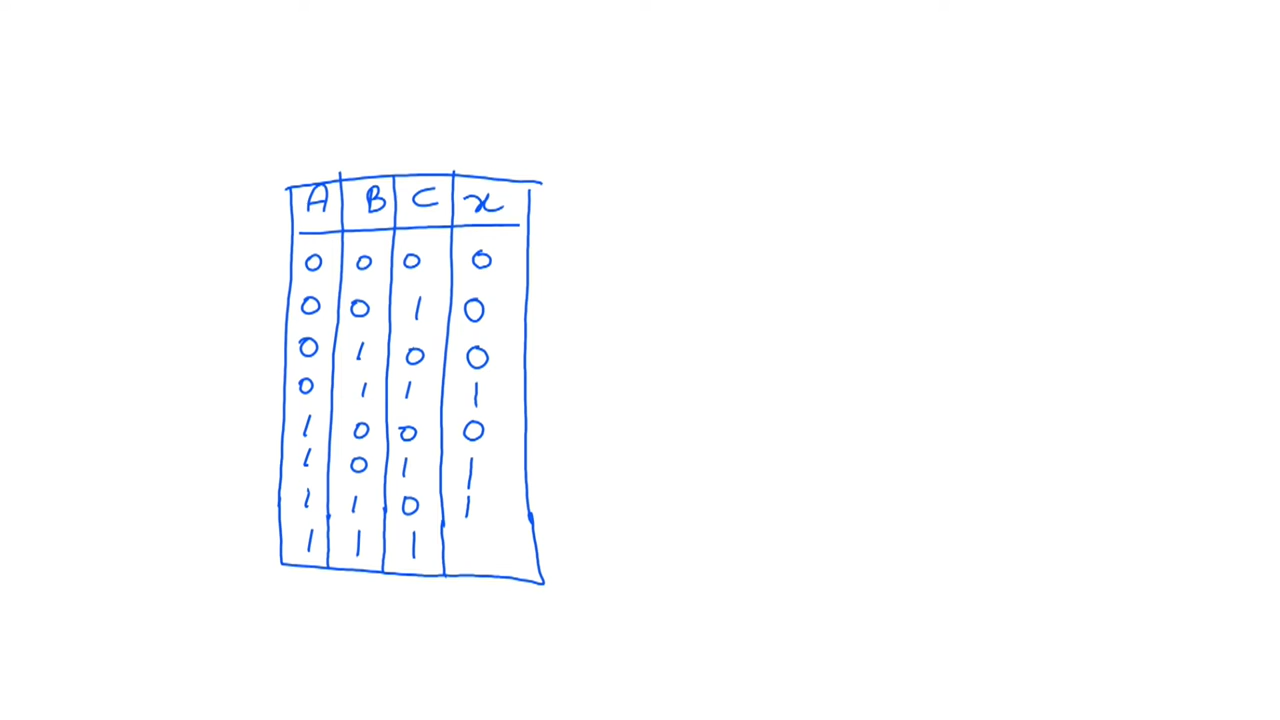 A B C x
0 0 0 0
0 0 1 0
0 1 0 0
0 1 1 1
1 0 0 0
1 0 1 1
1 1 0 1
1 1 1